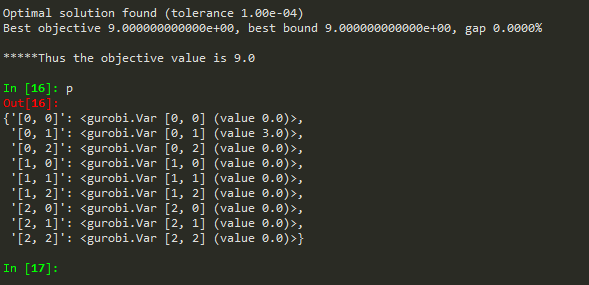 Optimal solution found (tolerance 1.00e-04)
Best objective 9.000000000000e+00, best bound 9.000000000000e+00, gap 0.0000%
*****Thus the objective value is 9.0
In [16]: p
Out[16]:
{'[0, 0]': <gurobi.Var [0, 0] (value 0.0)>,
'[0, 1]': <gurobi.Var [0, 1] (value 3.0)>,
'[0, 2]': <gurobi.Var [0, 2] (value 0.0)>,
'[1, 0]': <gurobi.Var [1, 0] (value 0.0)>,
'[1, 1]': <gurobi.Var [1, 1] (value 0.0)>,
'[1, 2]': <gurobi.Var [1, 2] (value 0.0)>,
'[2, 0]': <gurobi.Var [2, 0] (value 0.0)>,
'[2, 1]': <gurobi.Var [2, 1] (value 0.0)>,
'[2, 2]': <gurobi.Var [2, 2] (value 0.0)>}
In [17]: